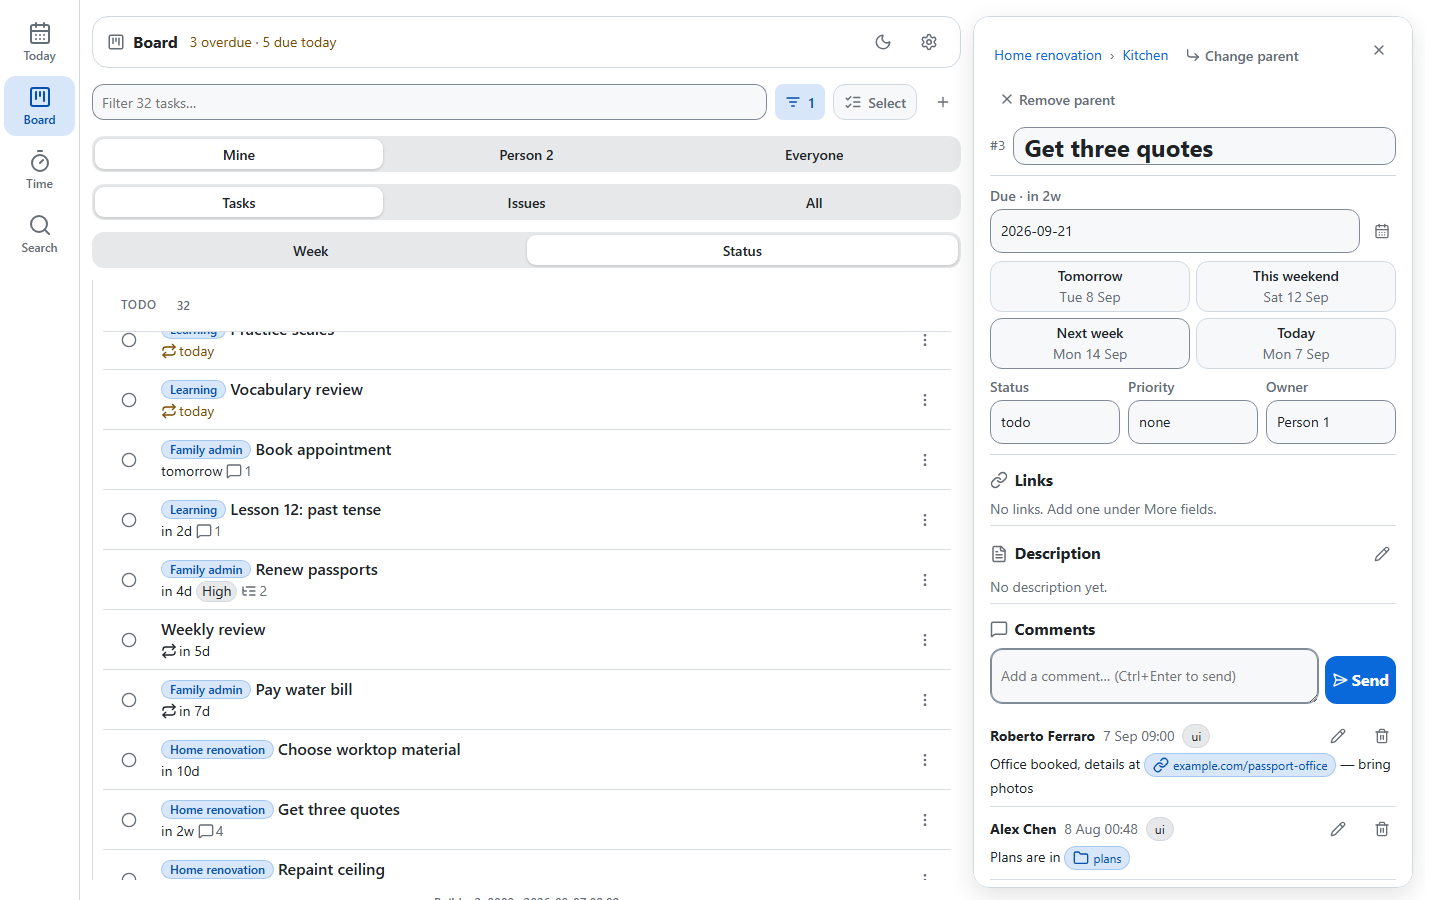 Today
Board
Time
Search
Board 3 overdue · 5 due today
Filter 32 tasks...
1
Select
Mine
Person 2
Everyone
Tasks
Issues
All
Week
Status
TODO 32
Learning Practice scales
today
Learning Vocabulary review
today
Family admin Book appointment
tomorrow 1
Learning Lesson 12: past tense
in 2d 1
Family admin Renew passports
in 4d High 2
Weekly review
in 5d
Family admin Pay water bill
in 7d
Home renovation Choose worktop material
in 10d
Home renovation Get three quotes
in 2w 4
Home renovation Repaint ceiling
Home renovation › Kitchen Change parent
Remove parent
#3 Get three quotes
Due · in 2w
2026-09-21
Tomorrow
Tue 8 Sep
This weekend
Sat 12 Sep
Next week
Mon 14 Sep
Today
Mon 7 Sep
Status
Priority
Owner
todo
none
Person 1
Links
No links. Add one under More fields.
Description
No description yet.
Comments
Add a comment... (Ctrl+Enter to send)
Send
Roberto Ferraro 7 Sep 09:00 ui
Office booked, details at example.com/passport-office — bring
photos
Alex Chen 8 Aug 00:48 ui
Plans are in plans